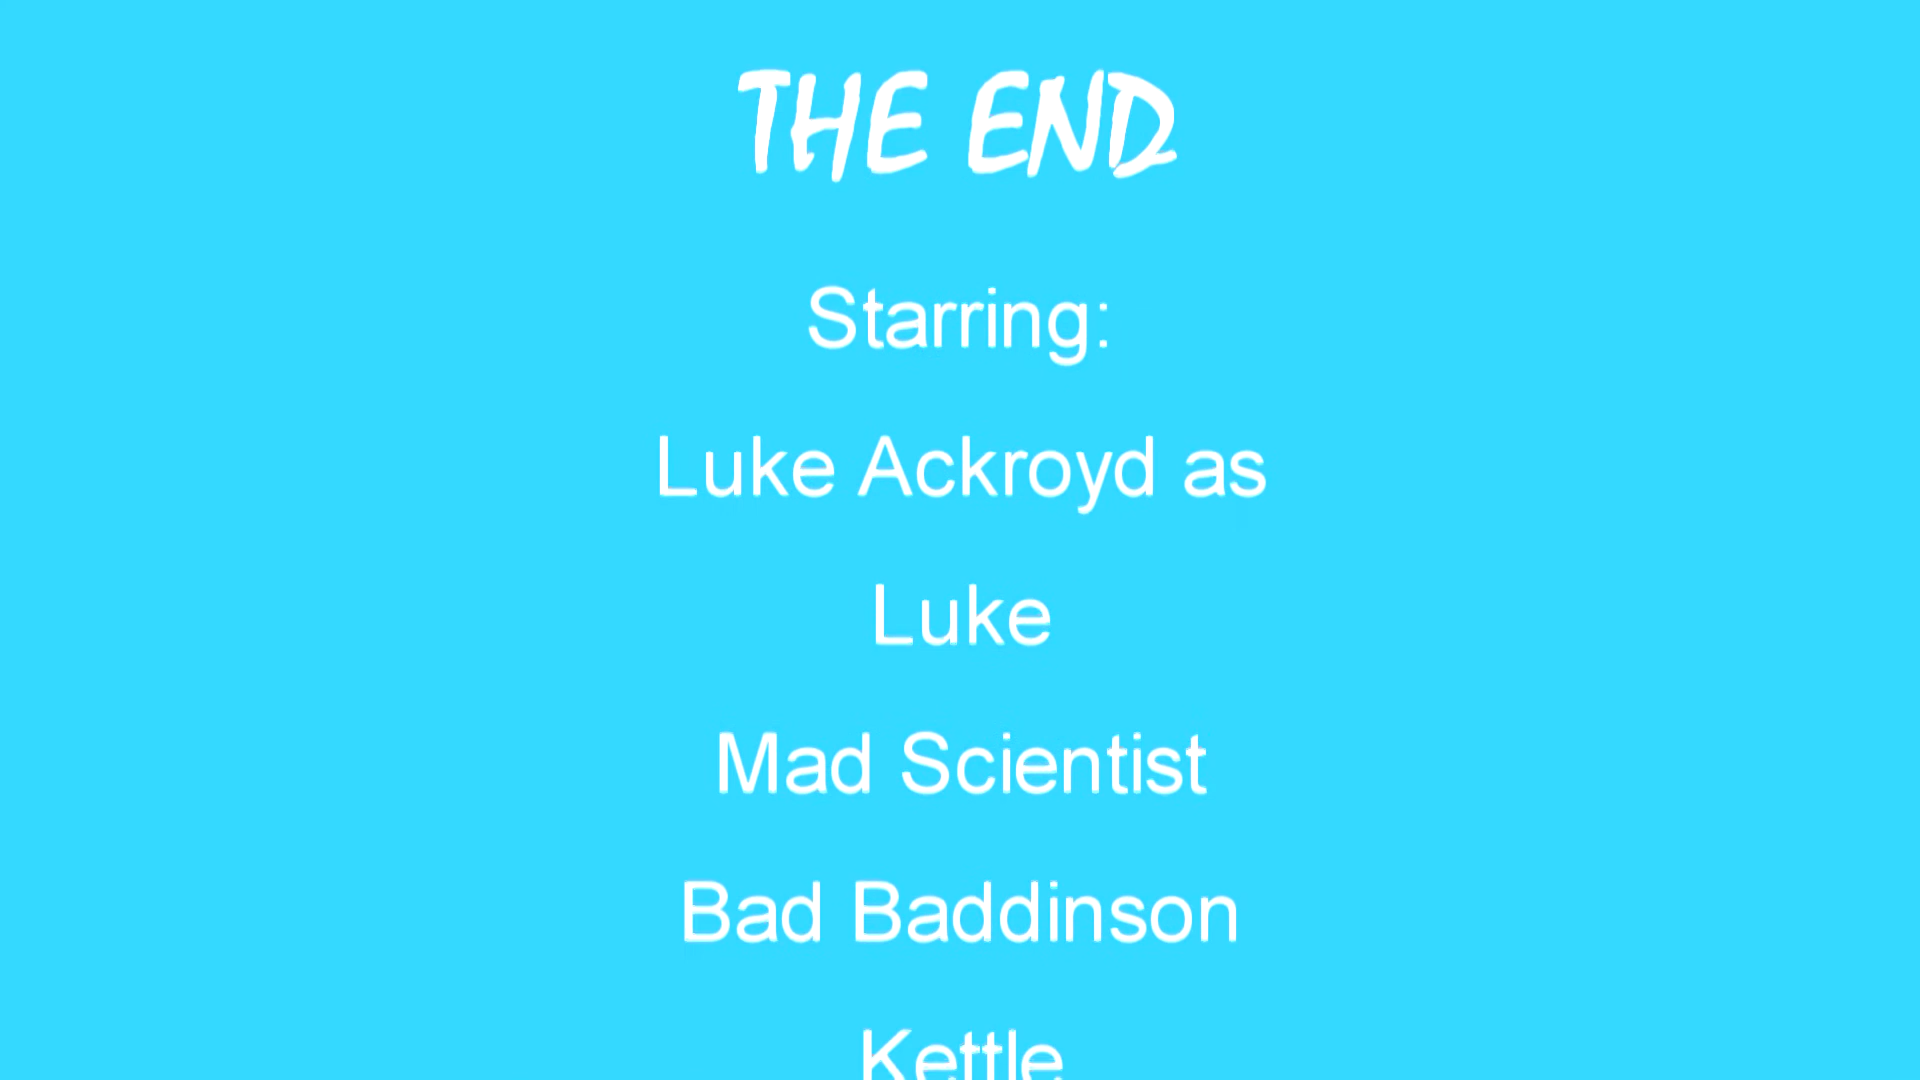 THE END
Starring:
Luke Ackroyd as
Luke
Mad Scientist
Bad Baddinson
Kettle